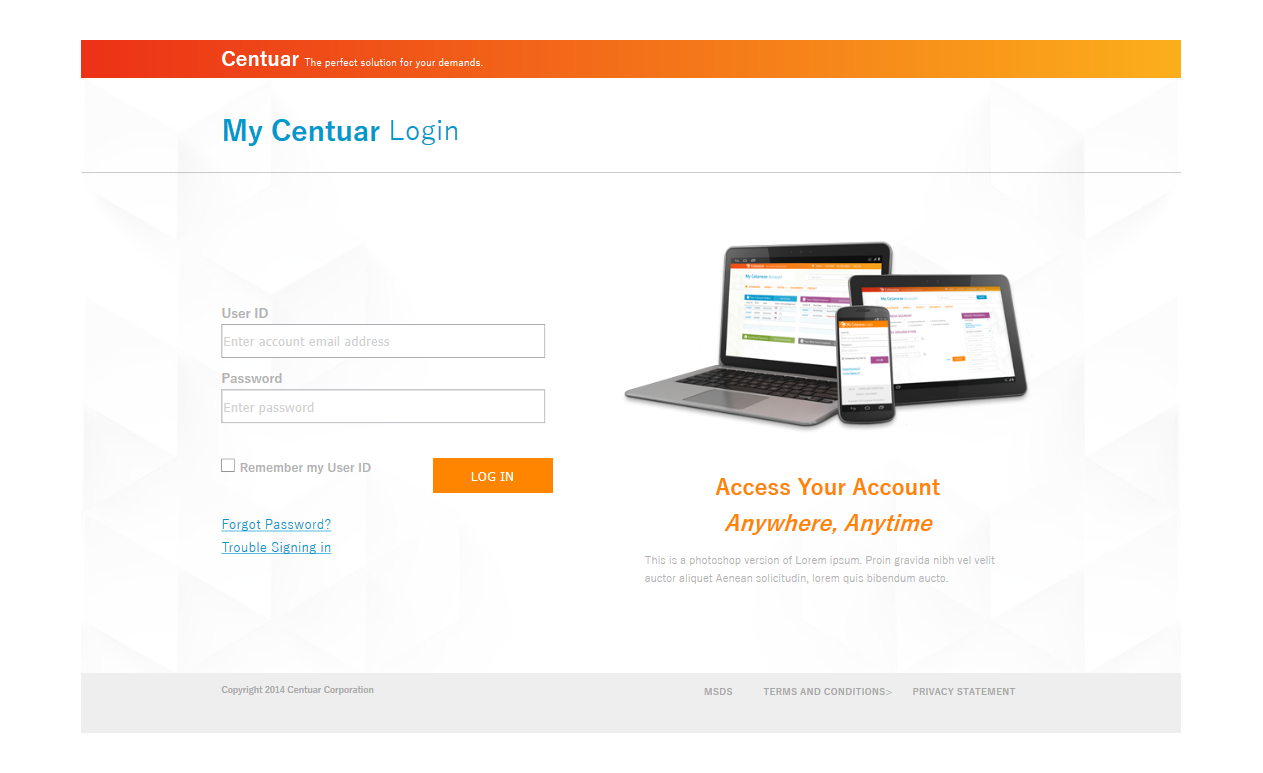 Centuar The perfect solution for your demands.
My Centuar Login
User ID
Enter account email address
Password
Enter password
Remember my User ID
LOG IN
Forgot Password?
Trouble Signing in
Access Your Account
Anywhere, Anytime
This is a photoshop version of Lorem ipsum. Proin gravida nibh vel velit
auctor aliquet Aenean solicitudin, lorem quis bibendum aucto.
Copyright 2014 Centuar Corporation
MSDS TERMS AND CONDITIONS> PRIVACY STATEMENT